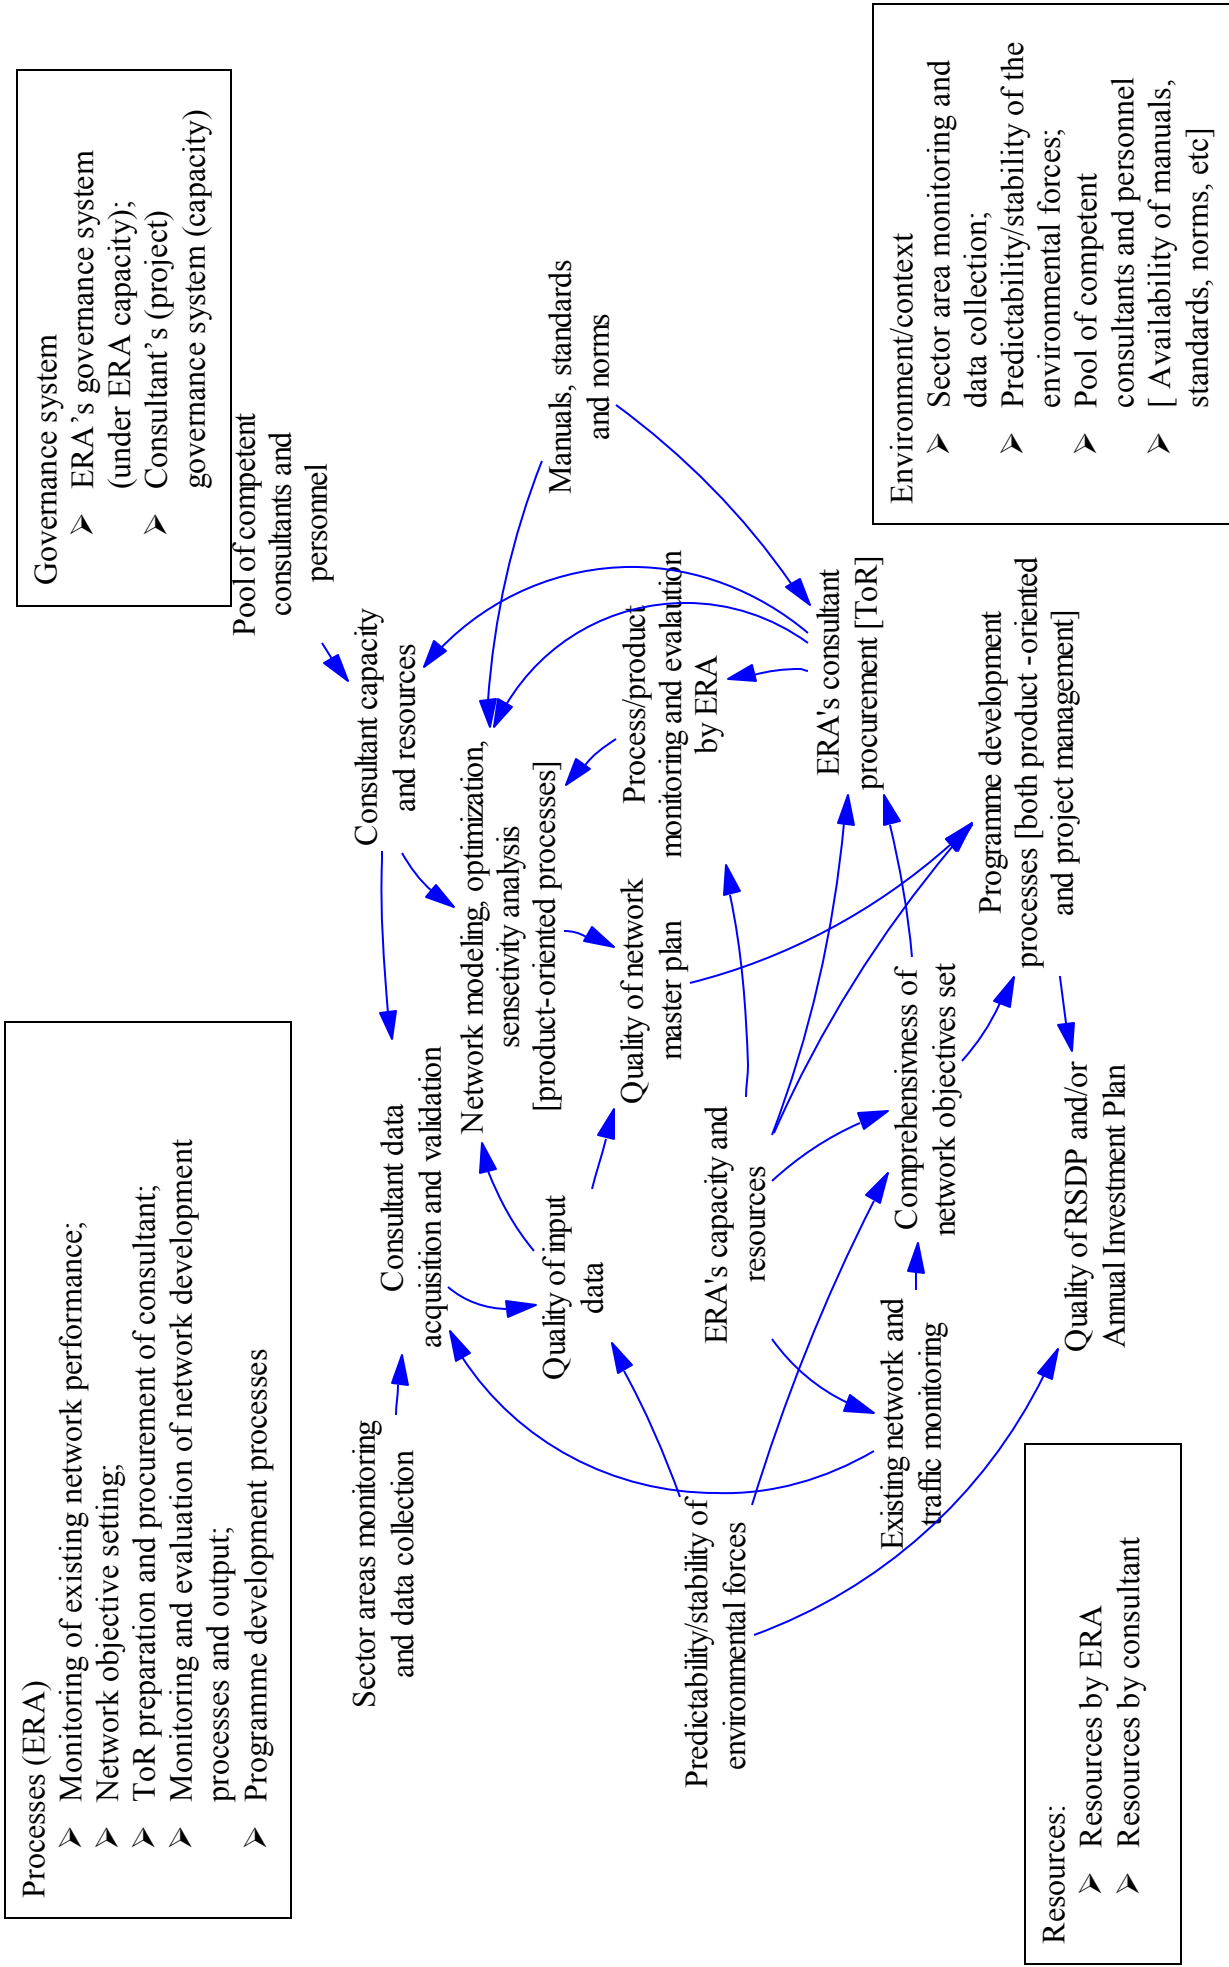 Processes (ERA)
➢ Monitoring of existing network performance;
➢ Network objective setting;
➢ ToR preparation and procurement of consultant;
➢ Monitoring and evaluation of network development
processes and output;
➢ Programme development processes
Governance system
➢ ERA's governance system
(under ERA capacity);
➢ Consultant's (project)
governance system (capacity)
Pool of competent
consultants and
personnel
Sector areas monitoring
and data collection
Consultant data
acquisition and validation
Consultant capacity
and resources
Network modeling, optimization,
sensetivity analysis
[product-oriented processes]
Manuals, standards
and norms
Quality of input
data
Quality of network
master plan
Process/product
monitoring and evalaution
by ERA
Predictability/stability of
environmental forces
ERA's capacity and
resources
ERA's consultant
procurement [ToR]
Existing network and
traffic monitoring
Comprehensivness of
network objectives set
Programme development
processes [both product -oriented
and project management]
Quality of RSDP and/or
Annual Investment Plan
Resources:
➢ Resources by ERA
➢ Resources by consultant
Environment/context
➢ Sector area monitoring and
data collection;
➢ Predictability/stability of the
environmental forces;
➢ Pool of competent
consultants and personnel
➢ [ Availability of manuals,
standards, norms, etc]